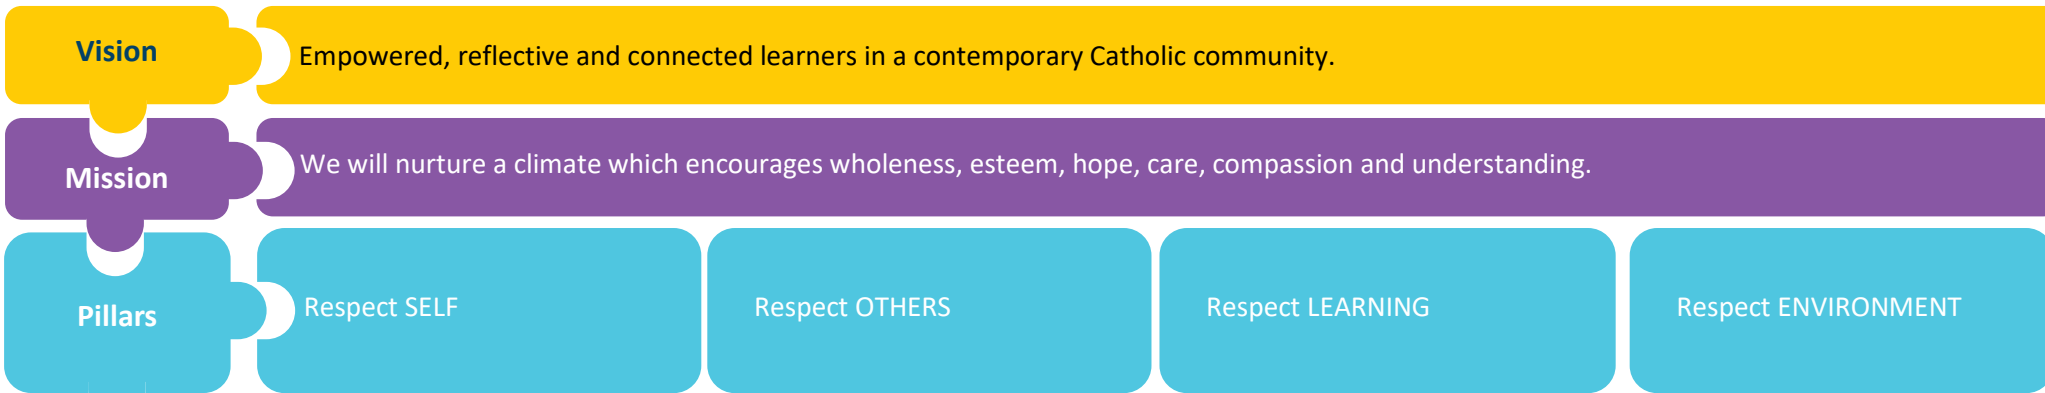 Vision
Empowered, reflective and connected learners in a contemporary Catholic community.
Mission
We will nurture a climate which encourages wholeness, esteem, hope, care, compassion and understanding.
Pillars
Respect SELF
Respect OTHERS
Respect LEARNING
Respect ENVIRONMENT